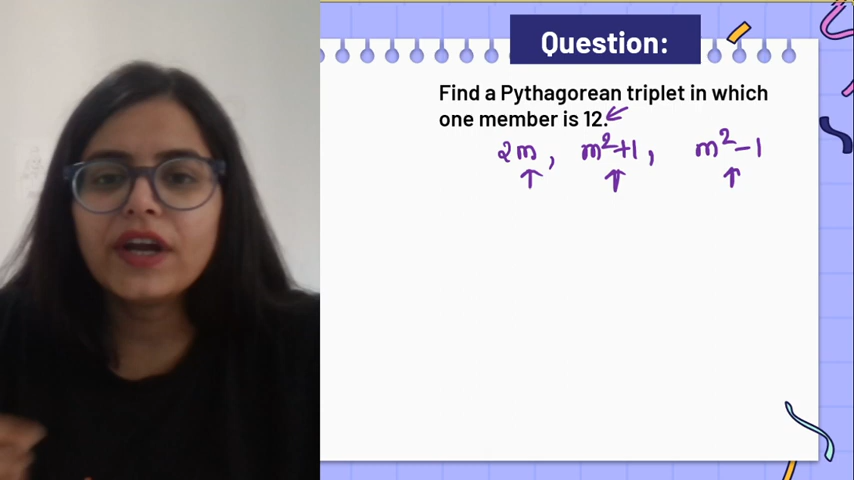 Question:
Find a Pythagorean triplet in which
one member is 12.
2m, m²+1, m²-1